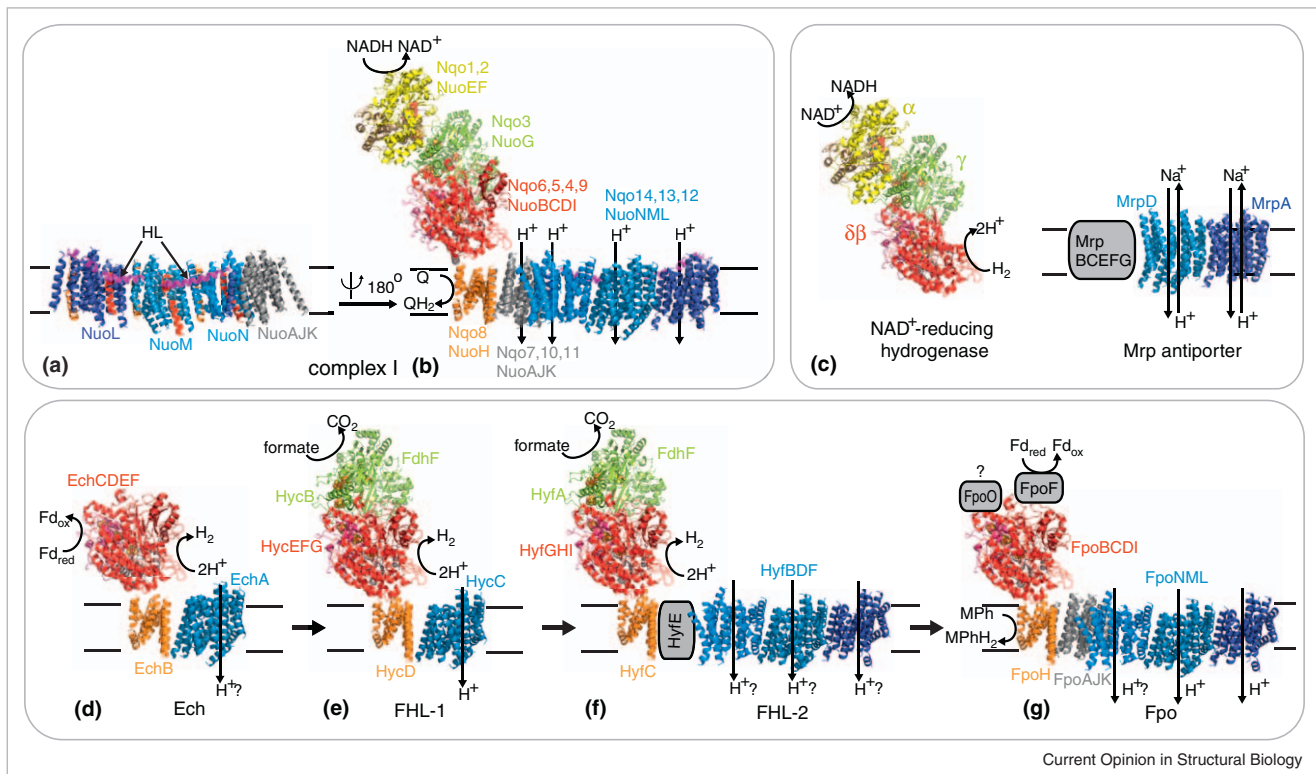 NADH NAD+
Nqo1,2
NuoEF
Nqo3
NuoG
Nqo6,5,4,9
NuoBCDI
Nqo14,13,12
NuoNML
H+ H+ H+ H+
HL
180o
Q
QH2
NuoL
NuoM
NuoN
NuoAJK
Nqo8
NuoH
Nqo7,10,11
NuoAJK
(a)
complex I
(b)
NADH
NAD+
α
γ
δβ
2H+
H2
NAD+-reducing
hydrogenase
Na+ Na+
MrpD
MrpA
Mrp
BCEFG
H+ H+
Mrp antiporter
(c)
EchCDEF
Fdox
Fdred
H2
2H+
EchA
EchB
H+?
(d)
Ech
CO2
formate
FdhF
HycB
HycEFG
H2
2H+
HycC
HycD
H+
(e)
FHL-1
CO2
formate
FdhF
HyfA
HyfGHI
H2
2H+
HyfBDF
HyfE
HyfC
H+? H+? H+?
(f)
FHL-2
Fdred Fdox
?
FpoO
FpoF
FpoBCDI
FpoNML
MPh
MPhH2
FpoH
FpoAJK
H+? H+ H+
(g)
Fpo
Current Opinion in Structural Biology